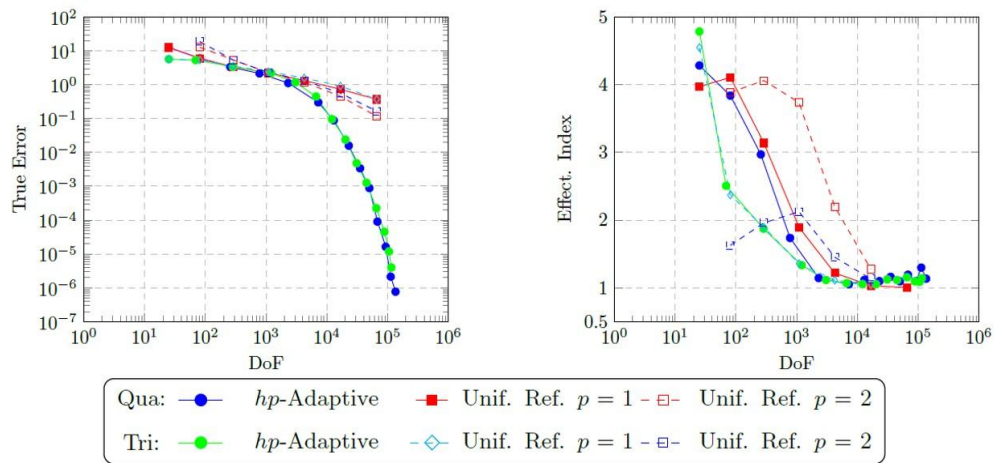 10^2
10^1
10^0
10^-1
10^-2
10^-3
10^-4
10^-5
10^-6
10^-7
True Error
10^0 10^1 10^2 10^3 10^4 10^5 10^6
DoF
5
4
3
2
1
0.5
Effect. Index
10^0 10^1 10^2 10^3 10^4 10^5 10^6
DoF
Qua: hp-Adaptive Unif. Ref. p = 1 Unif. Ref. p = 2
Tri: hp-Adaptive Unif. Ref. p = 1 Unif. Ref. p = 2